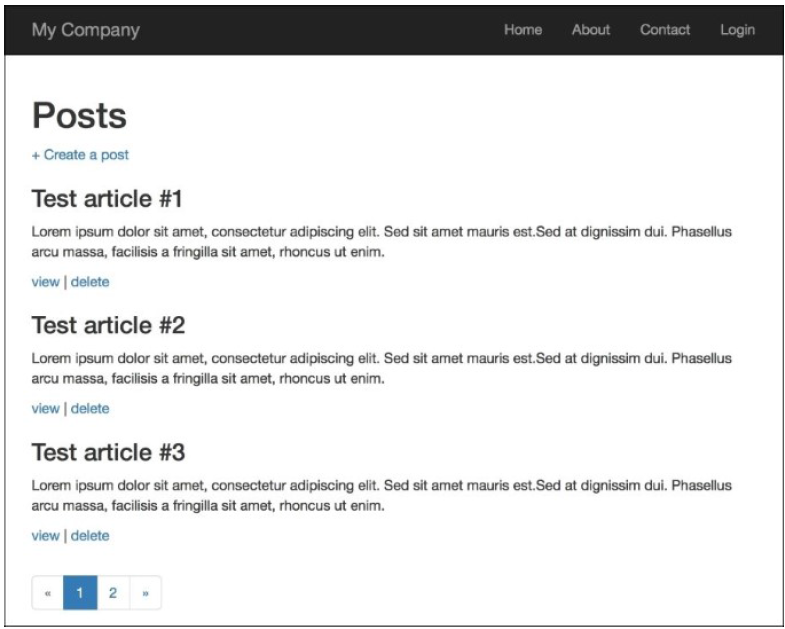 My Company Home About Contact Login
Posts
+ Create a post
Test article #1
Lorem ipsum dolor sit amet, consectetur adipiscing elit. Sed sit amet mauris est.Sed at dignissim dui. Phasellus
arcu massa, facilisis a fringilla sit amet, rhoncus ut enim.
view | delete
Test article #2
Lorem ipsum dolor sit amet, consectetur adipiscing elit. Sed sit amet mauris est.Sed at dignissim dui. Phasellus
arcu massa, facilisis a fringilla sit amet, rhoncus ut enim.
view | delete
Test article #3
Lorem ipsum dolor sit amet, consectetur adipiscing elit. Sed sit amet mauris est.Sed at dignissim dui. Phasellus
arcu massa, facilisis a fringilla sit amet, rhoncus ut enim.
view | delete
« 1 2 »